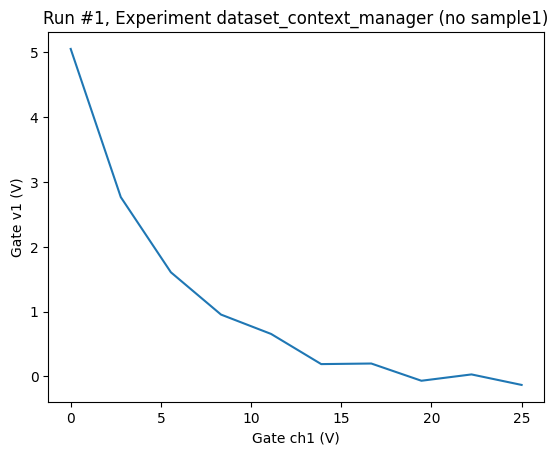 Run #1, Experiment dataset_context_manager (no sample1)
5
4
3
2
1
0
Gate v1 (V)
0 5 10 15 20 25
Gate ch1 (V)